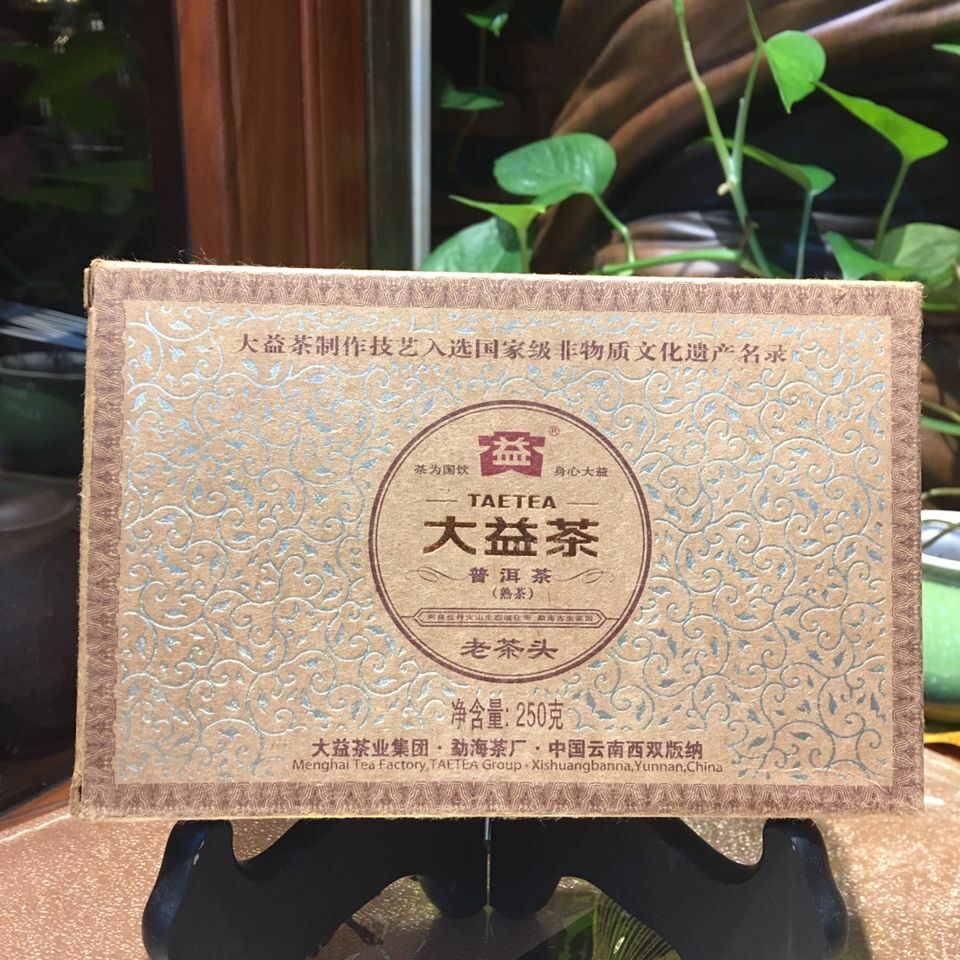 大益茶制作技艺入选国家级非物质文化遗产名录
益®
茶为国饮 身心大益
TAETEA
大益茶
普洱茶
(熟茶)
老茶头
净含量: 250克
大益茶业集团·勐海茶厂·中国云南西双版纳
Menghai Tea Factory,TAETEA Group · Xishuangbanna,Yunnan,China